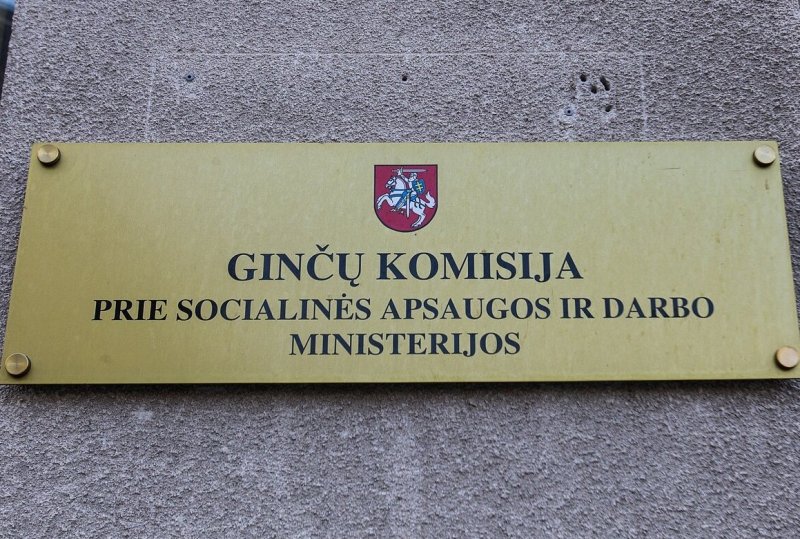 GINČŲ KOMISIJA
PRIE SOCIALINĖS APSAUGOS IR DARBO
MINISTERIJOS